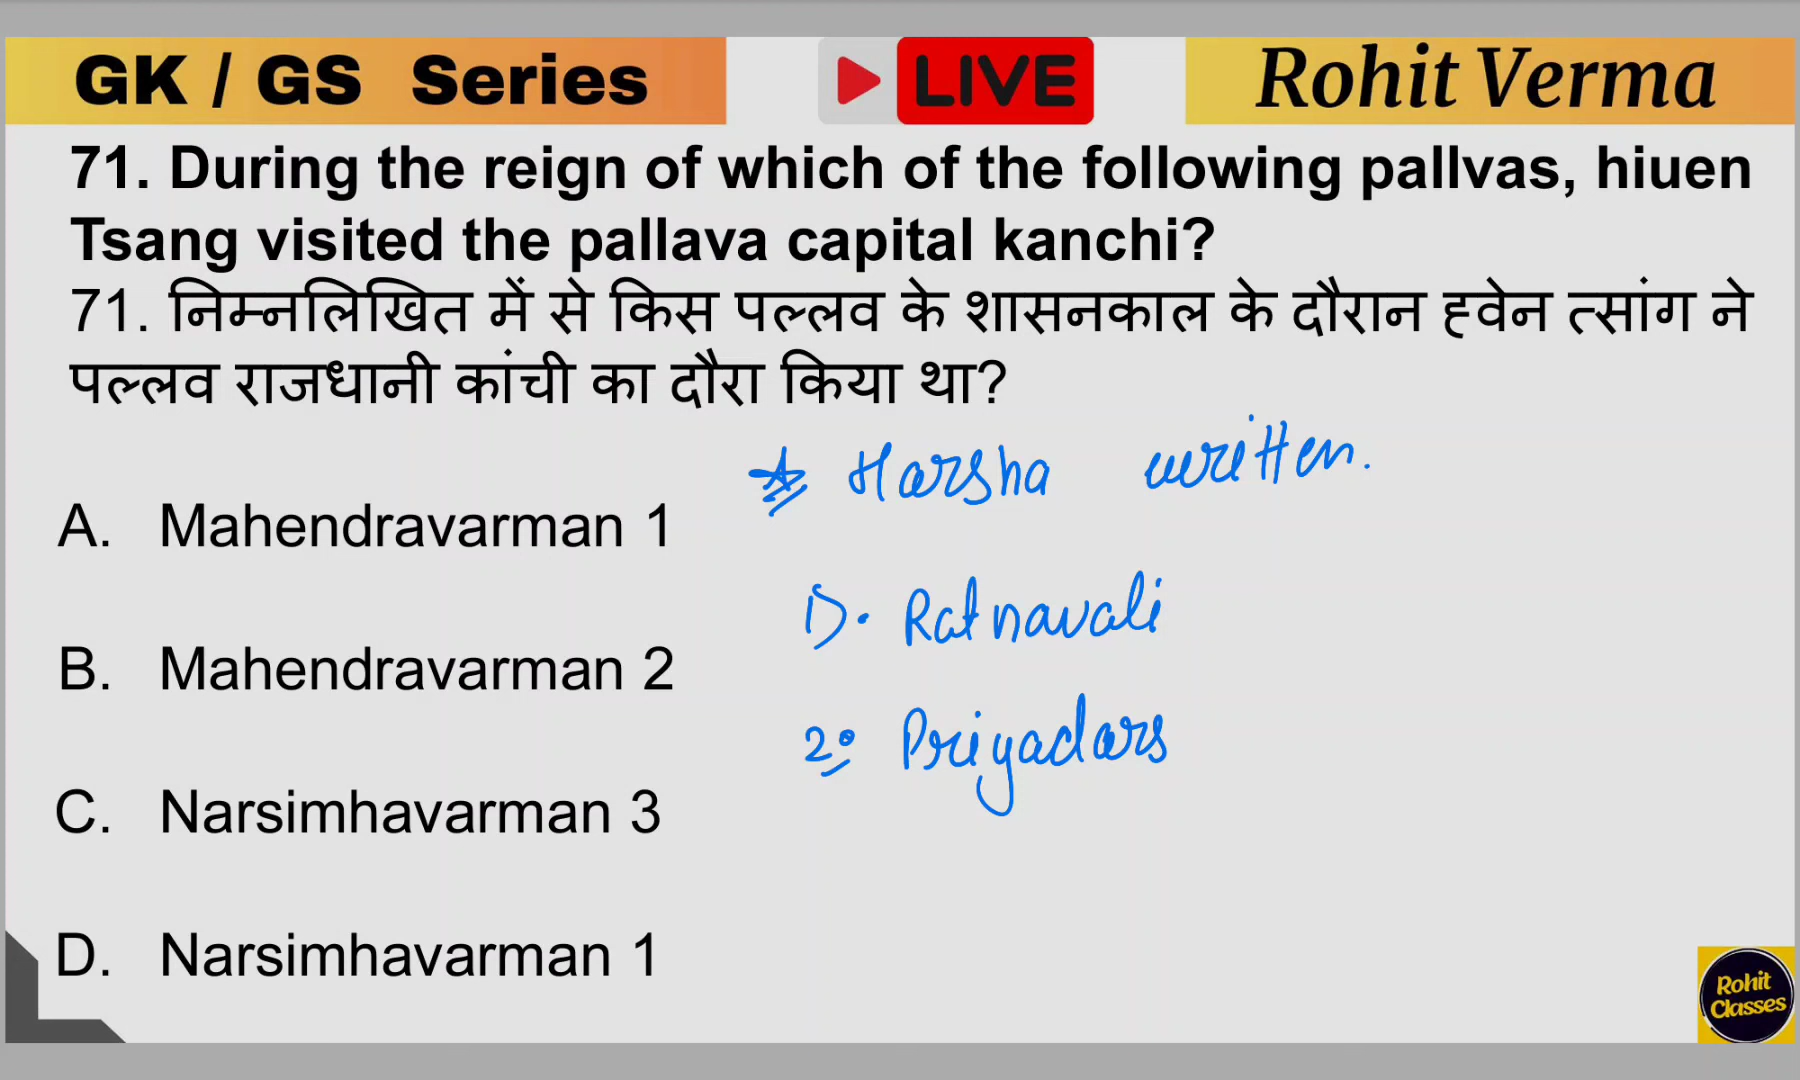 GK / GS Series
LIVE
Rohit Verma
71. During the reign of which of the following pallvas, hiuen
Tsang visited the pallava capital kanchi?
71. निम्नलिखित में से किस पल्लव के शासनकाल के दौरान ह्वेन त्सांग ने
पल्लव राजधानी कांची का दौरा किया था?
Harsha written.
A. Mahendravarman 1
1). Ratnavali
B. Mahendravarman 2
2. Priyadars
C. Narsimhavarman 3
D. Narsimhavarman 1
Rohit
Classes